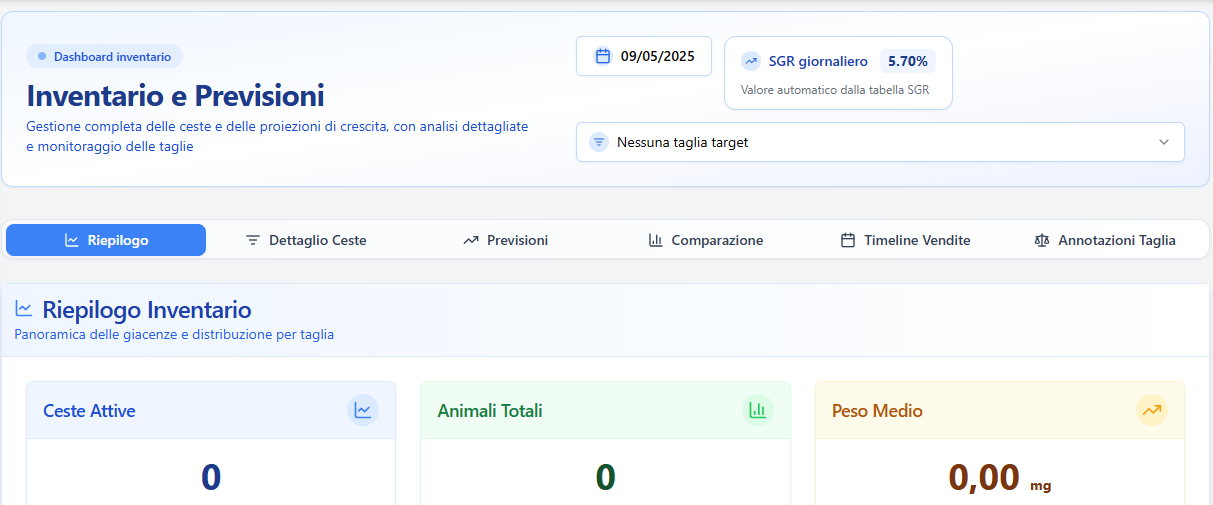 Dashboard inventario
Inventario e Previsioni
Gestione completa delle ceste e delle proiezioni di crescita, con analisi dettagliate
e monitoraggio delle taglie
09/05/2025
SGR giornaliero 5.70%
Valore automatico dalla tabella SGR
Nessuna taglia target
Riepilogo
Dettaglio Ceste
Previsioni
Comparazione
Timeline Vendite
Annotazioni Taglia
Riepilogo Inventario
Panoramica delle giacenze e distribuzione per taglia
Ceste Attive
0
Animali Totali
0
Peso Medio
0,00 mg